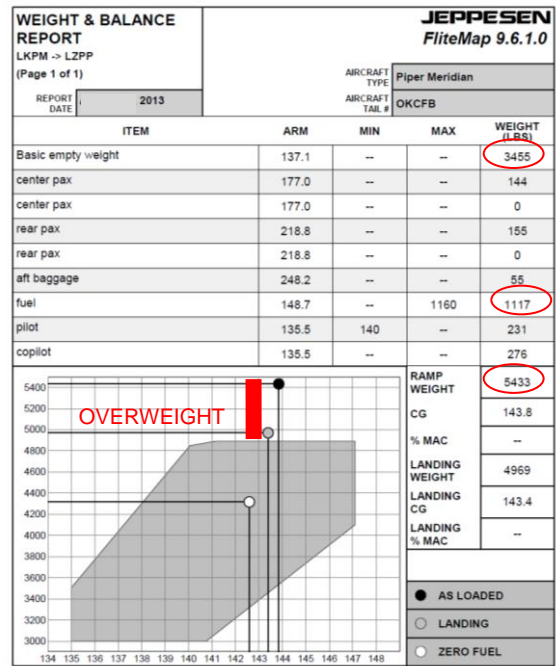 WEIGHT & BALANCE
REPORT
LKPM -> LZPP
(Page 1 of 1)
REPORT
DATE
2013
JEPPESEN
FliteMap 9.6.1.0
AIRCRAFT
TYPE
Piper Meridian
AIRCRAFT
TAIL #
OKCFB
ITEM ARM MIN MAX WEIGHT
(LBS)
Basic empty weight 137.1 -- -- 3455
center pax 177.0 -- -- 144
center pax 177.0 -- -- 0
rear pax 218.8 -- -- 155
rear pax 218.8 -- -- 0
aft baggage 248.2 -- -- 55
fuel 148.7 -- 1160 1117
pilot 135.5 140 -- 231
copilot 135.5 -- -- 276
5400
5200
5000
4800
4600
4400
4200
4000
3800
3600
3400
3200
3000
OVERWEIGHT
134 135 136 137 138 139 140 141 142 143 144 145 146 147 148
RAMP
WEIGHT
5433
CG
143.8
% MAC
--
LANDING
WEIGHT
4969
LANDING
CG
143.4
LANDING
% MAC
--
AS LOADED
LANDING
ZERO FUEL